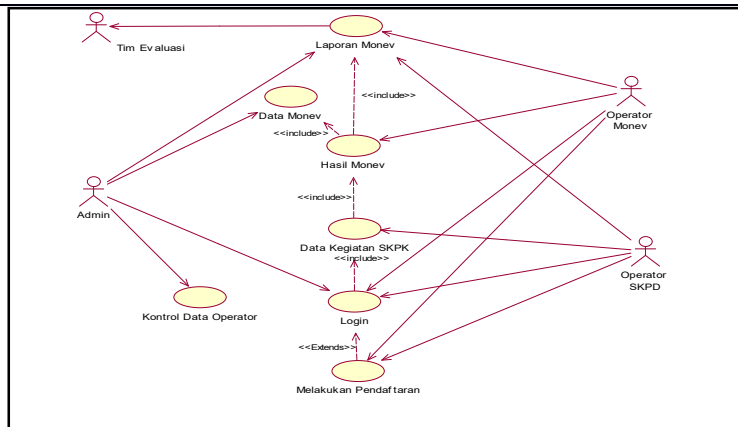 Tim Evaluasi
Laporan Monev
<<include>>
Data Monev
<<include>>
Operator
Monev
Hasil Monev
<<include>>
Admin
Data Kegiatan SKPK
<<include>>
Operator
SKPD
Kontrol Data Operator
Login
<<Extends>>
Melakukan Pendaftaran